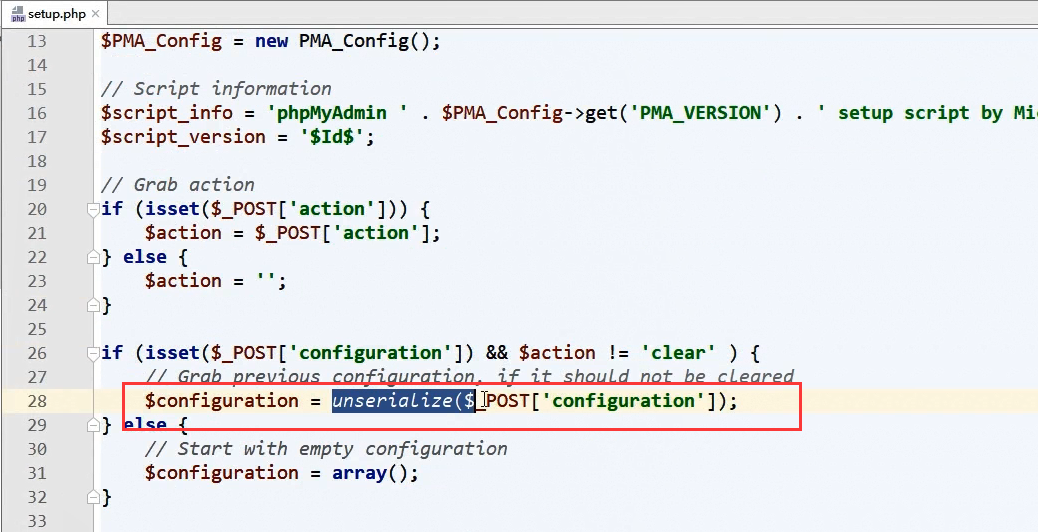 setup.php
13 $PMA_Config = new PMA_Config();
14
15 // Script information
16 $script_info = 'phpMyAdmin ' . $PMA_Config->get('PMA_VERSION') . ' setup script by Mi
17 $script_version = '$Id$';
18
19 // Grab action
20 if (isset($_POST['action'])) {
21 $action = $_POST['action'];
22 } else {
23 $action = '';
24 }
25
26 if (isset($_POST['configuration']) && $action != 'clear' ) {
27 // Grab previous configuration, if it should not be cleared
28 $configuration = unserialize($_POST['configuration']);
29 } else {
30 // Start with empty configuration
31 $configuration = array();
32 }
33